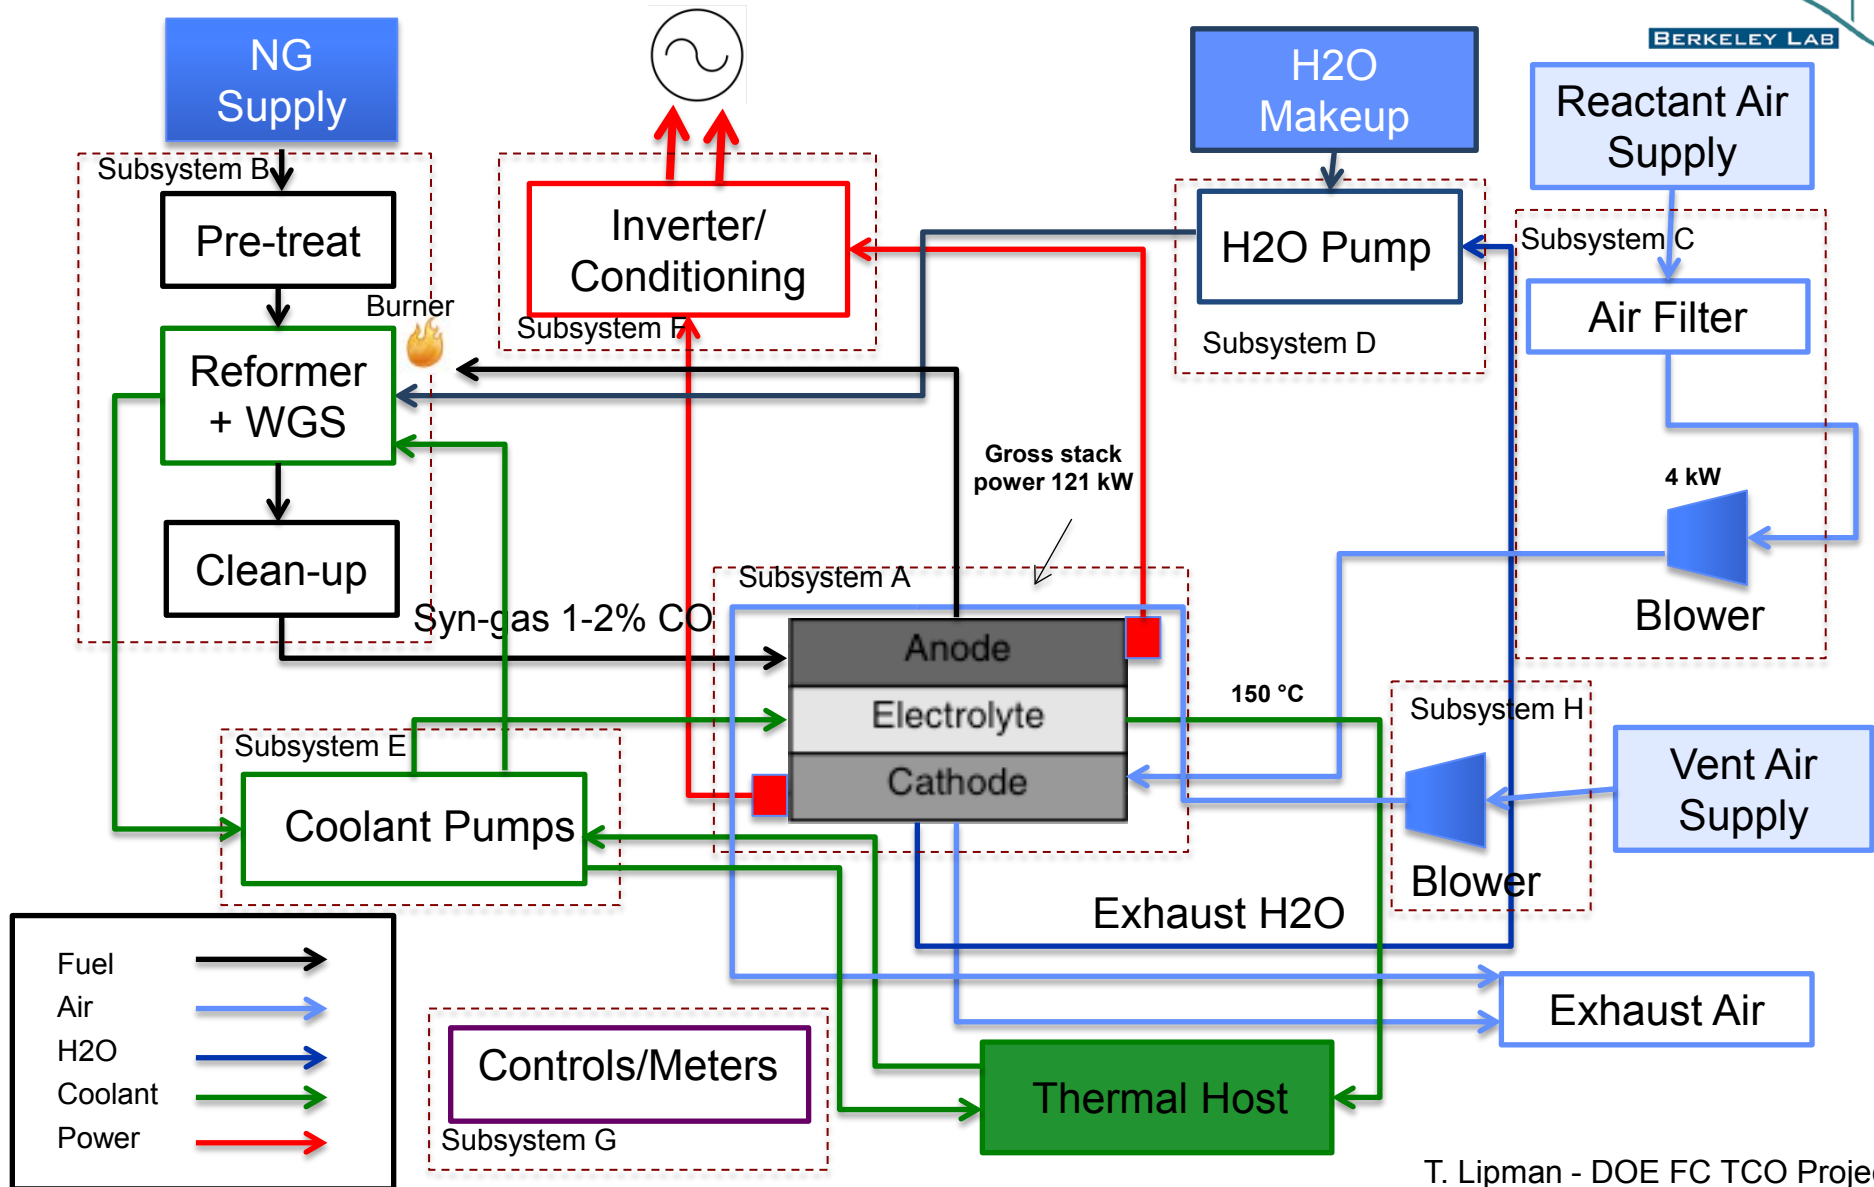 BERKELEY LAB
NG
Supply
H2O
Makeup
Reactant Air
Supply
Subsystem B
Pre-treat
Inverter/
Conditioning
Subsystem F
H2O Pump
Subsystem D
Subsystem C
Air Filter
Burner
Reformer
+ WGS
Gross stack
power 121 kW
4 kW
Blower
Clean-up
Syn-gas 1-2% CO
Subsystem A
Anode
Electrolyte
Cathode
150 °C
Subsystem H
Blower
Vent Air
Supply
Subsystem E
Coolant Pumps
Exhaust H2O
Exhaust Air
Fuel
Air
H2O
Coolant
Power
Controls/Meters
Subsystem G
Thermal Host
T. Lipman - DOE FC TCO Projec